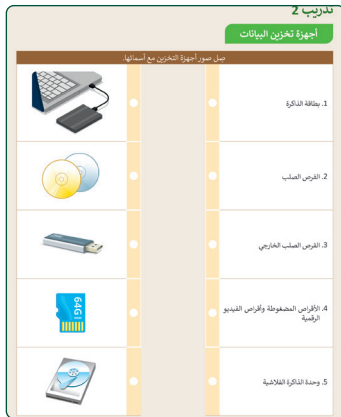 تدريب 2
أجهزة تخزين البيانات
صِل صور أجهزة التخزين مع أسمائها.
1. بطاقة الذاكرة
2. القرص الصلب
3. القرص الصلب الخارجي
4. الأقراص المضغوطة وأقراص الفيديو
الرقمية
64G
5. وحدة الذاكرة الفلاشية